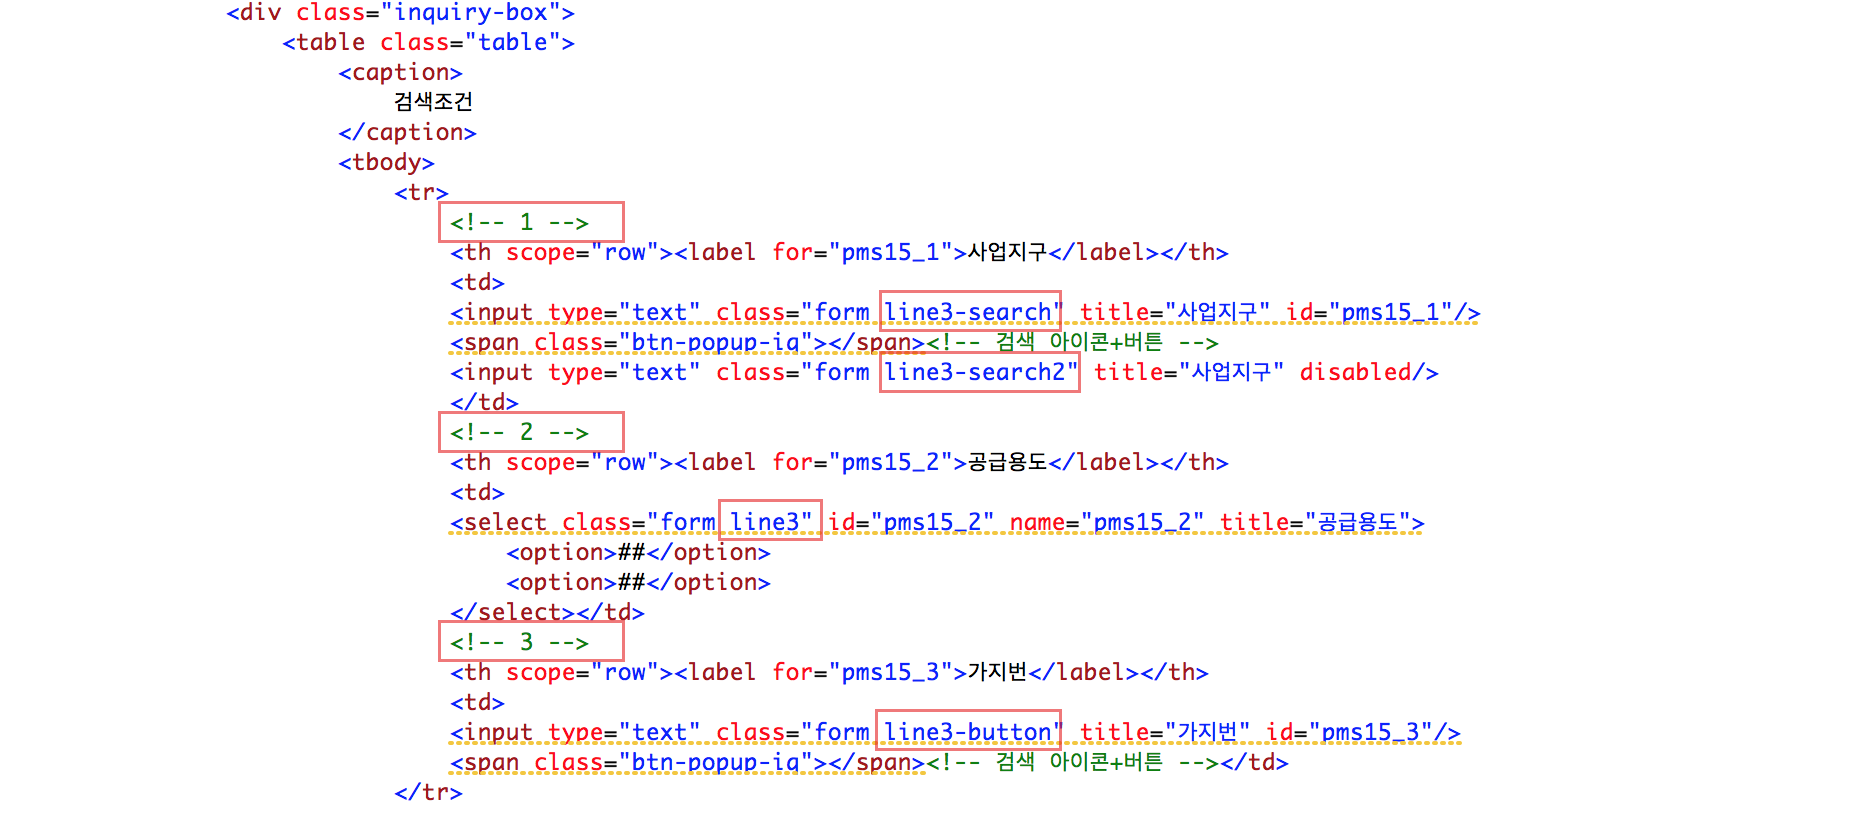 <div class="inquiry-box">
<table class="table">
<caption>
검색조건
</caption>
<tbody>
<tr>
<!-- 1 -->
<th scope="row"><label for="pms15_1">사업지구</label></th>
<td>
<input type="text" class="form line3-search" title="사업지구" id="pms15_1"/>
<span class="btn-popup-iq"></span><!-- 검색 아이콘+버튼 -->
<input type="text" class="form line3-search2" title="사업지구" disabled/>
</td>
<!-- 2 -->
<th scope="row"><label for="pms15_2">공급용도</label></th>
<td>
<select class="form line3" id="pms15_2" name="pms15_2" title="공급용도">
<option>##</option>
<option>##</option>
</select></td>
<!-- 3 -->
<th scope="row"><label for="pms15_3">가지번</label></th>
<td>
<input type="text" class="form line3-button" title="가지번" id="pms15_3"/>
<span class="btn-popup-iq"></span><!-- 검색 아이콘+버튼 --></td>
</tr>